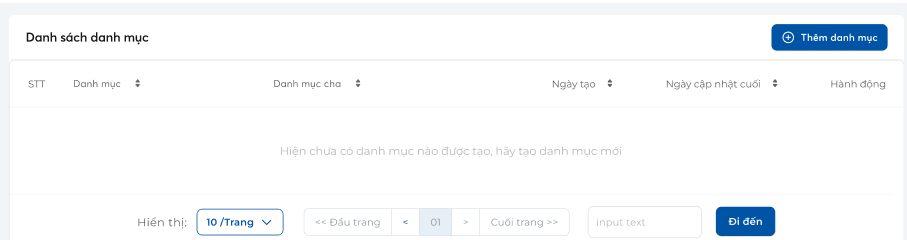 Danh sách danh mục
Thêm danh mục
STT Danh mục Danh mục cha Ngày tạo Ngày cập nhật cuối Hành động
Hiện chưa có danh mục nào được tạo, hãy tạo danh mục mới
Hiển thị: 10 /Trang << Đầu trang < 01 > Cuối trang >> input text Đi đến